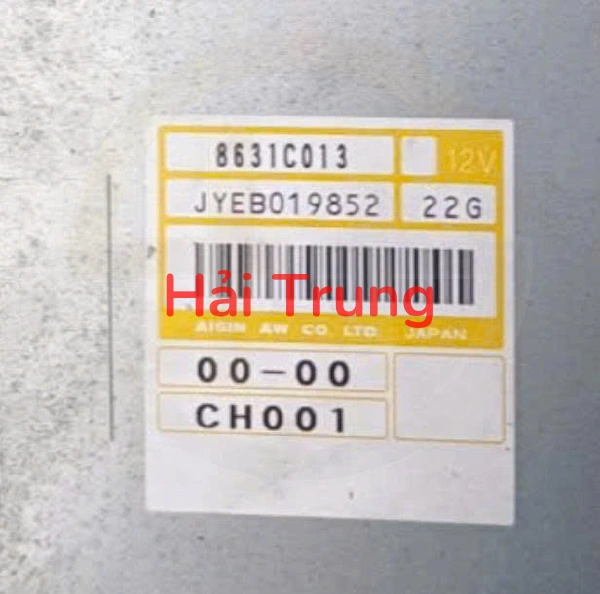 8631C013 12V
JYEB019852 22G
Hải Trung
AISIN AW CO. LTD. JAPAN
00-00
CH001